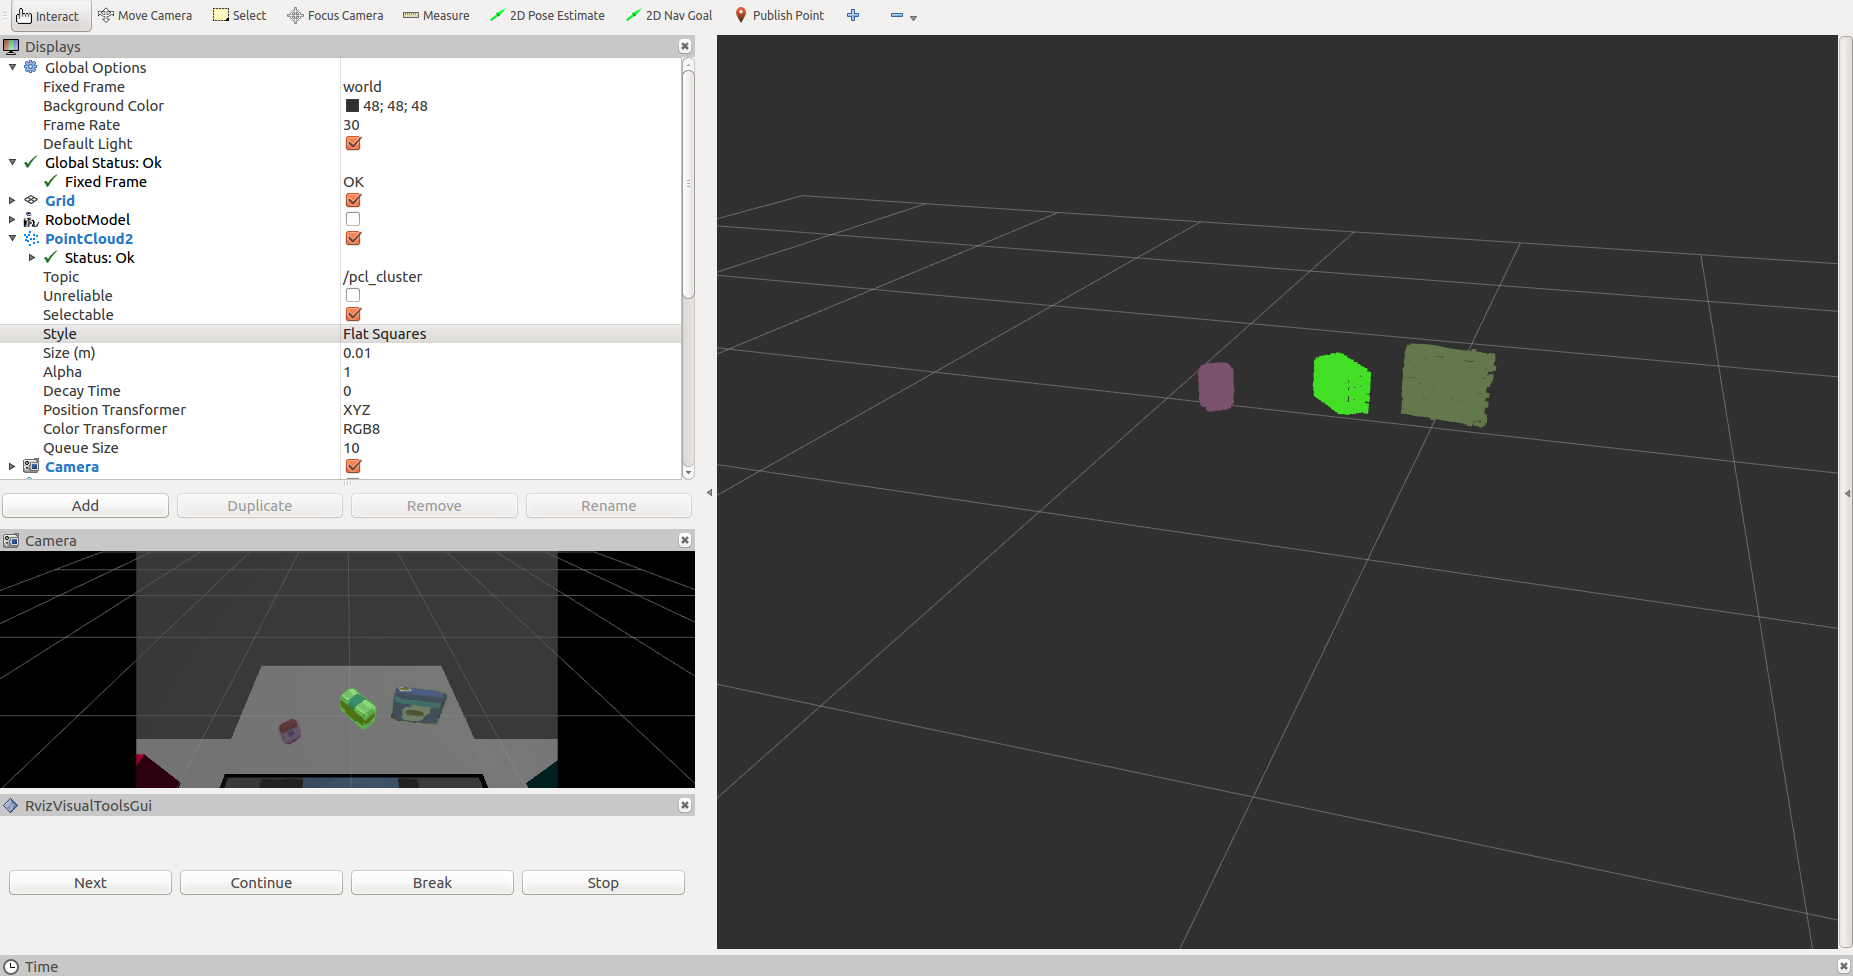 Interact Move Camera Select Focus Camera Measure 2D Pose Estimate 2D Nav Goal Publish Point
Displays
Global Options
Fixed Frame world
Background Color 48; 48; 48
Frame Rate 30
Default Light
Global Status: Ok
Fixed Frame OK
Grid
RobotModel
PointCloud2
Status: Ok
Topic /pcl_cluster
Unreliable
Selectable
Style Flat Squares
Size (m) 0.01
Alpha 1
Decay Time 0
Position Transformer XYZ
Color Transformer RGB8
Queue Size 10
Camera
Add Duplicate Remove Rename
Camera
RvizVisualToolsGui
Next Continue Break Stop
Time